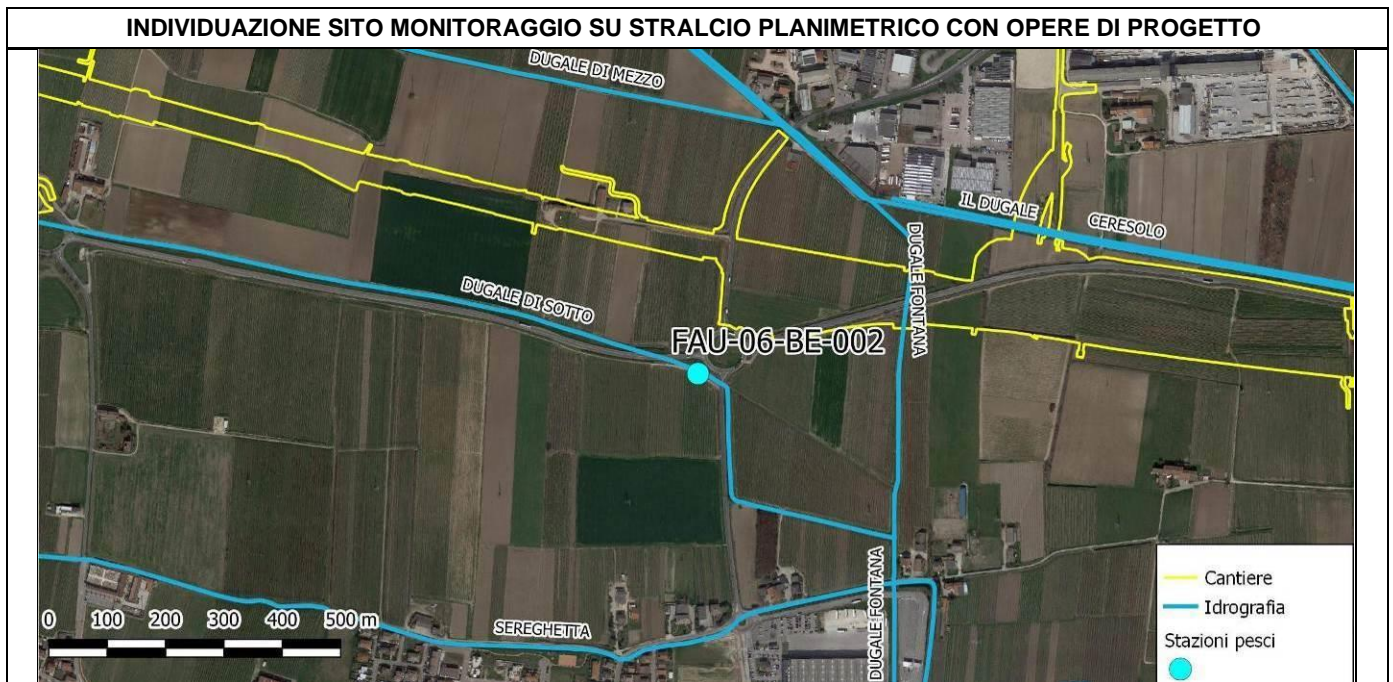 INDIVIDUAZIONE SITO MONITORAGGIO SU STRALCIO PLANIMETRICO CON OPERE DI PROGETTO
DUGALE DI MEZZO
IL DUGALE
CERESOLO
DUGALE FONTANA
DUGALE DI SOTTO
FAU-06-BE-002
DUGALE FONTANA
SEREGHETTA
0 100 200 300 400 500 m
Cantiere
Idrografia
Stazioni pesci